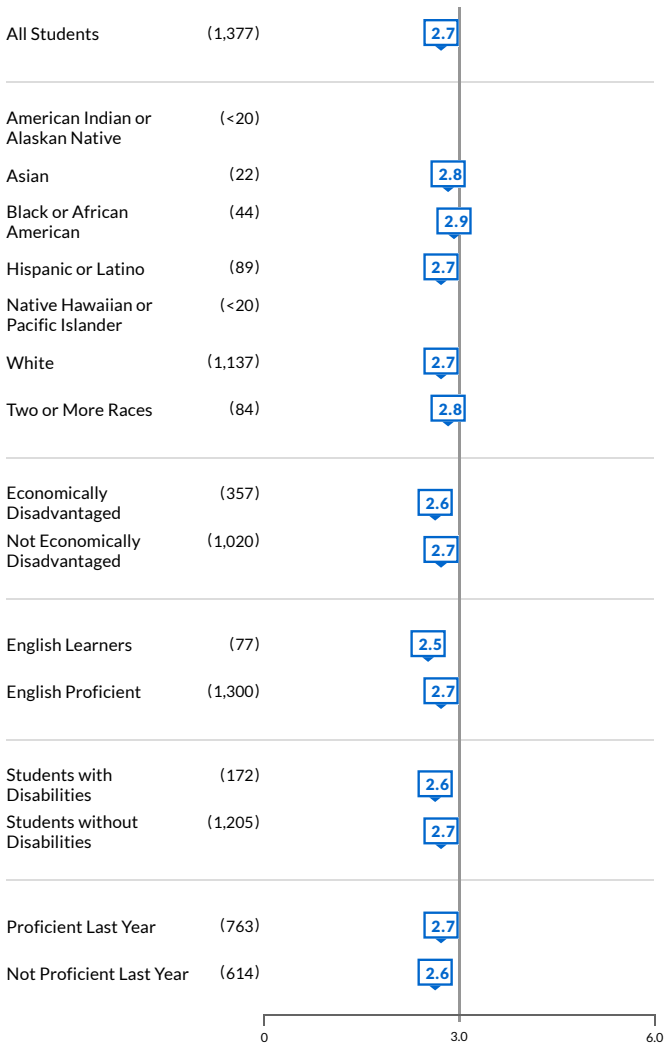 All Students (1,377) 2.7
American Indian or (<20)
Alaskan Native
Asian (22) 2.8
Black or African (44) 2.9
American
Hispanic or Latino (89) 2.7
Native Hawaiian or (<20)
Pacific Islander
White (1,137) 2.7
Two or More Races (84) 2.8
Economically (357) 2.6
Disadvantaged
Not Economically (1,020) 2.7
Disadvantaged
English Learners (77) 2.5
English Proficient (1,300) 2.7
Students with (172) 2.6
Disabilities
Students without (1,205) 2.7
Disabilities
Proficient Last Year (763) 2.7
Not Proficient Last Year (614) 2.6
0 3.0 6.0